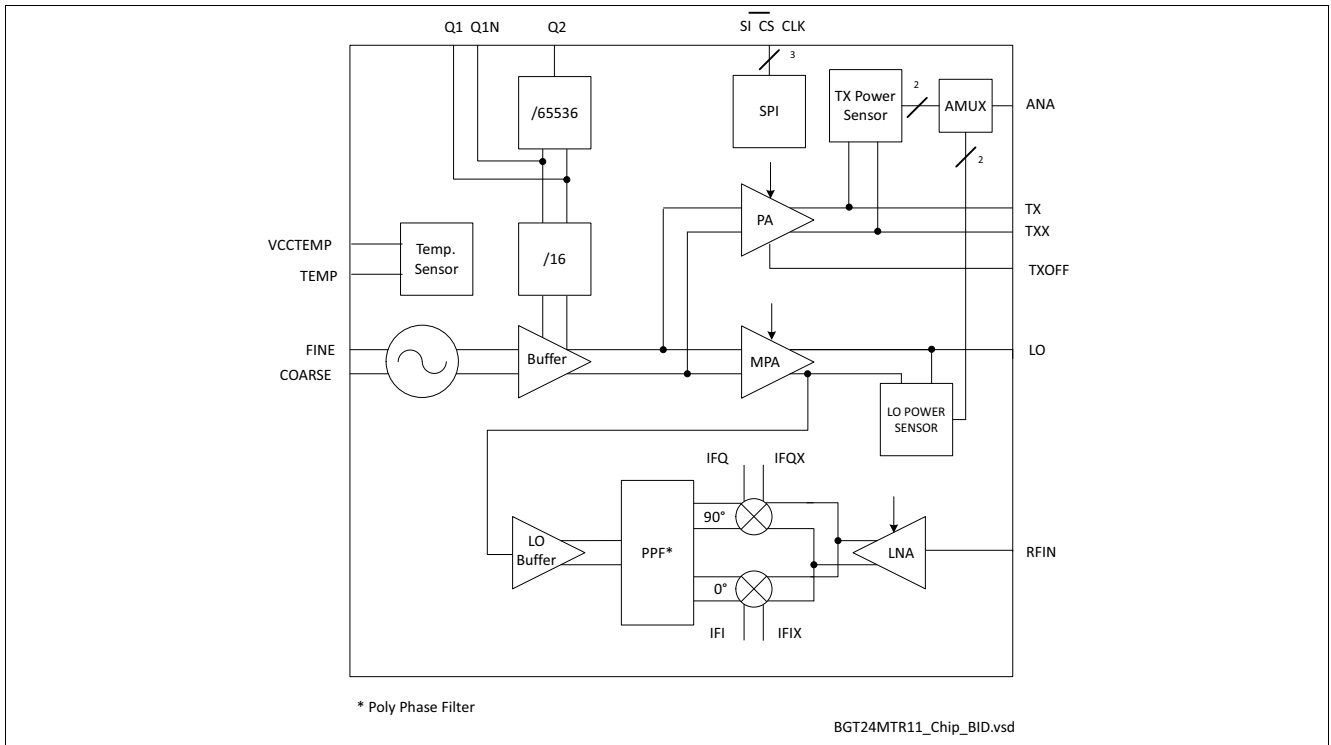 Q1 Q1N Q2 SI CS CLK
3
/65536
SPI
TX Power
Sensor
2
AMUX
ANA
2
PA
TX
TXX
TXOFF
VCCTEMP
TEMP
Temp.
Sensor
/16
FINE
COARSE
Buffer
MPA
LO
LO POWER
SENSOR
IFQ IFQX
90°
LO
Buffer
PPF*
LNA
RFIN
0°
IFI IFIX
* Poly Phase Filter
BGT24MTR11_Chip_BID.vsd